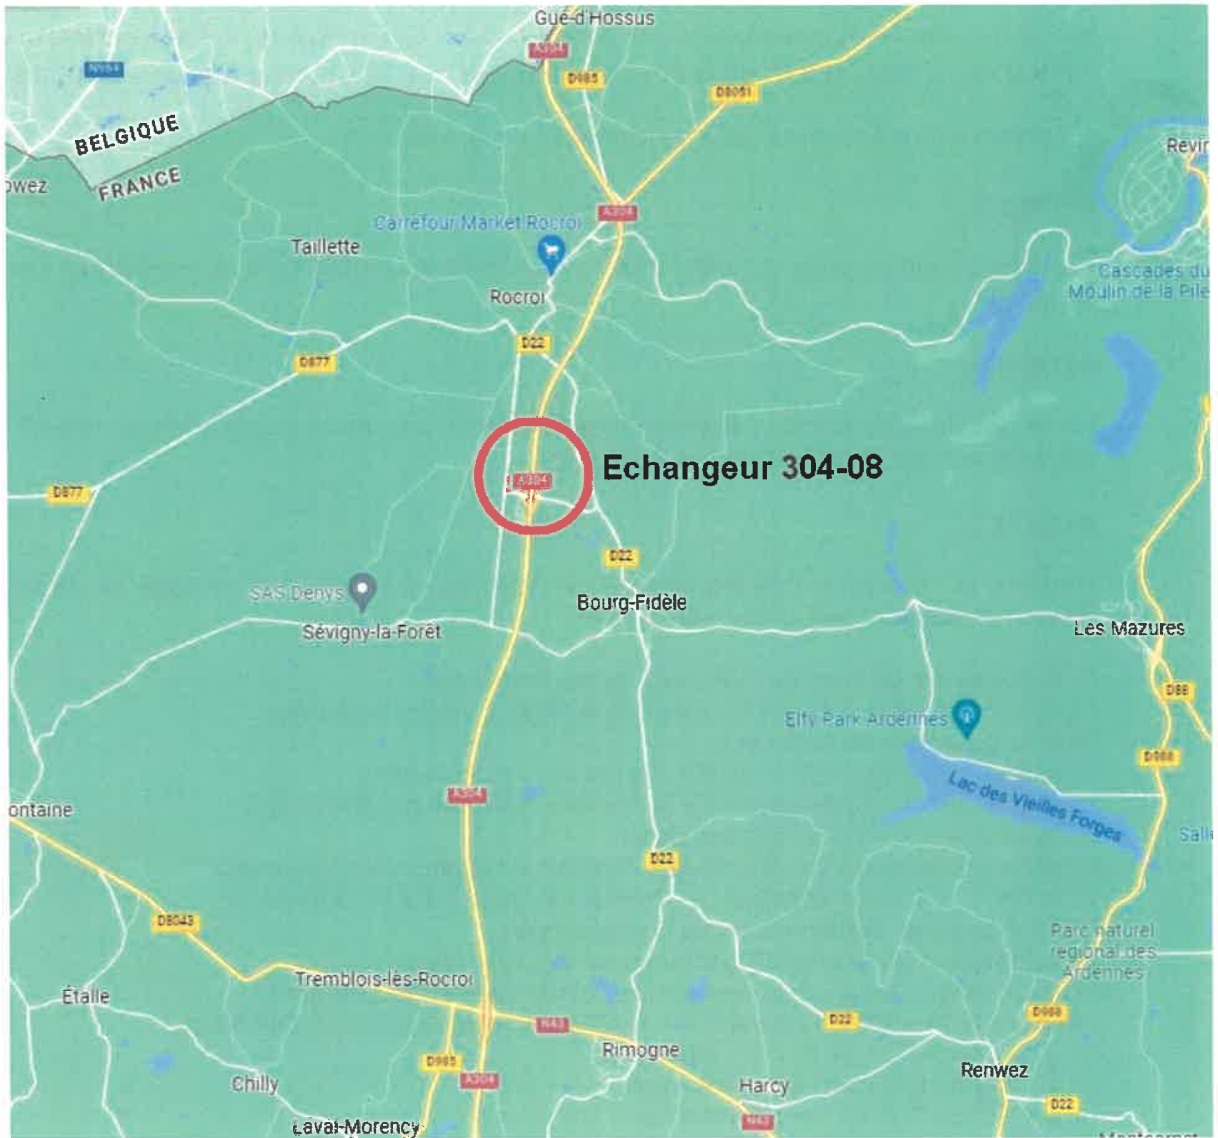 Gué-d'Hossus
A304
N964
D985
D8051
BELGIQUE
FRANCE
Revin
owez
A304
Carrefour Market Rocroi
Taillette
Cascades du
Moulin de la Pile
Rocroi
D22
D877
Echangeur 304-08
A304
D877
D22
SAS Denys
Bourg-Fidèle
Sévigny-la-Forêt
Les Mazures
D88
Elfy Park Ardennes
D988
A304
Lac des Vieilles Forges
ontaine
Salle
D22
D8043
Parc naturel
régional des
Ardennes
Tremblois-lès-Rocroi
Étalle
D988
N43
D22
Rimogne
D985
Renwez
A304
Chilly
Harcy
D22
N43
Laval-Morency
Montcornet